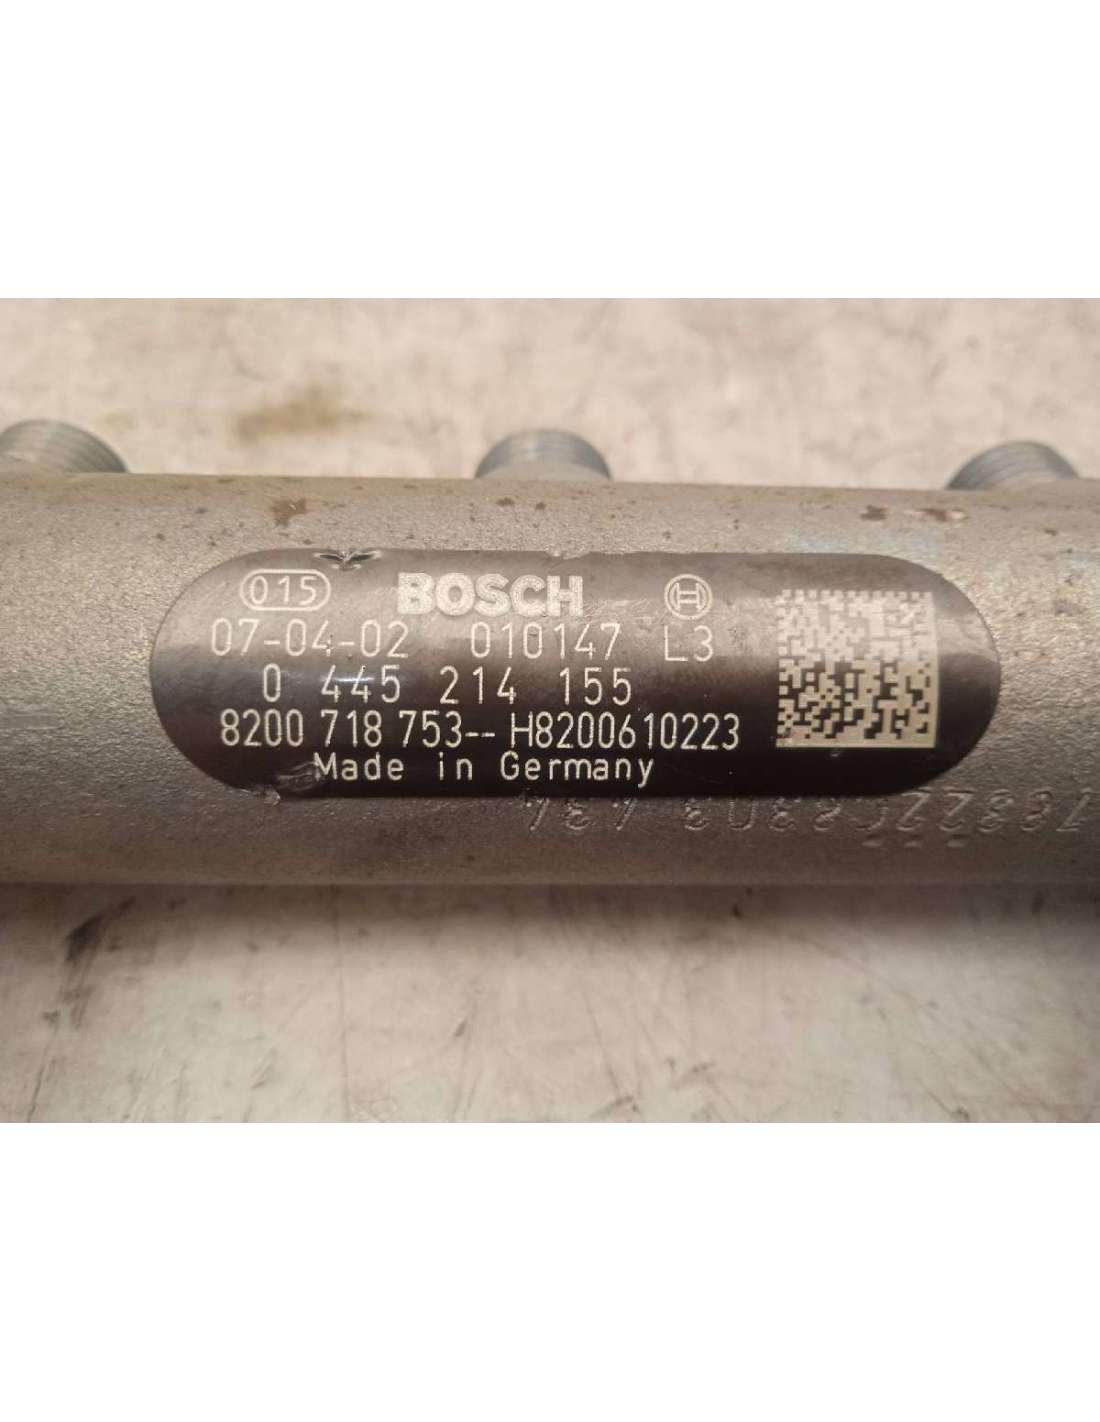 015 BOSCH
07-04-02 010147 L3
0 445 214 155
8200 718 753-- H8200610223
Made in Germany